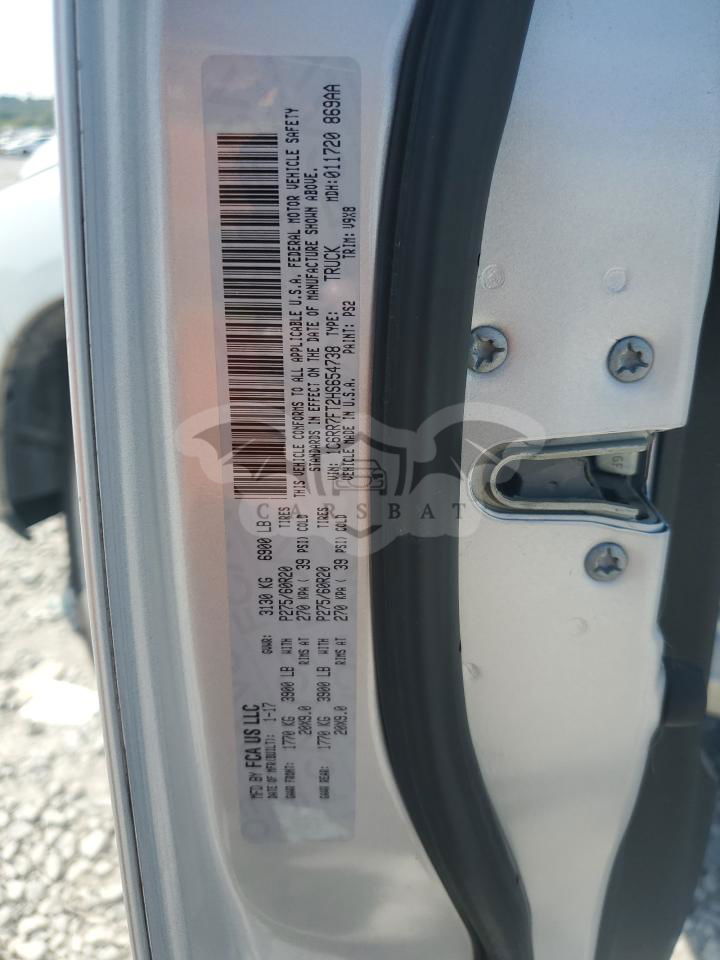 MFD BY FCA US LLC
DATE OF MFR(BUILT): 1-17
GVWR: 3130 KG 6900 LB
GAWR FRONT: 1770 KG 3900 LB WITH P275/60R20 TIRES
20X9.0 RIMS AT 270 KPA ( 39 PSI) COLD
GAWR REAR: 1770 KG 3900 LB WITH P275/60R20 TIRES
20X9.0 RIMS AT 270 KPA ( 39 PSI) COLD
THIS VEHICLE CONFORMS TO ALL APPLICABLE U.S.A. FEDERAL MOTOR VEHICLE SAFETY
STANDARDS IN EFFECT ON THE DATE OF MANUFACTURE SHOWN ABOVE.
VIN: 1C6RR7FT2HS654738 TYPE: TRUCK MDH:011720 869AA
VEHICLE MADE IN U.S.A. PAINT: PS2 TRIM: V9X8
CARSBAT